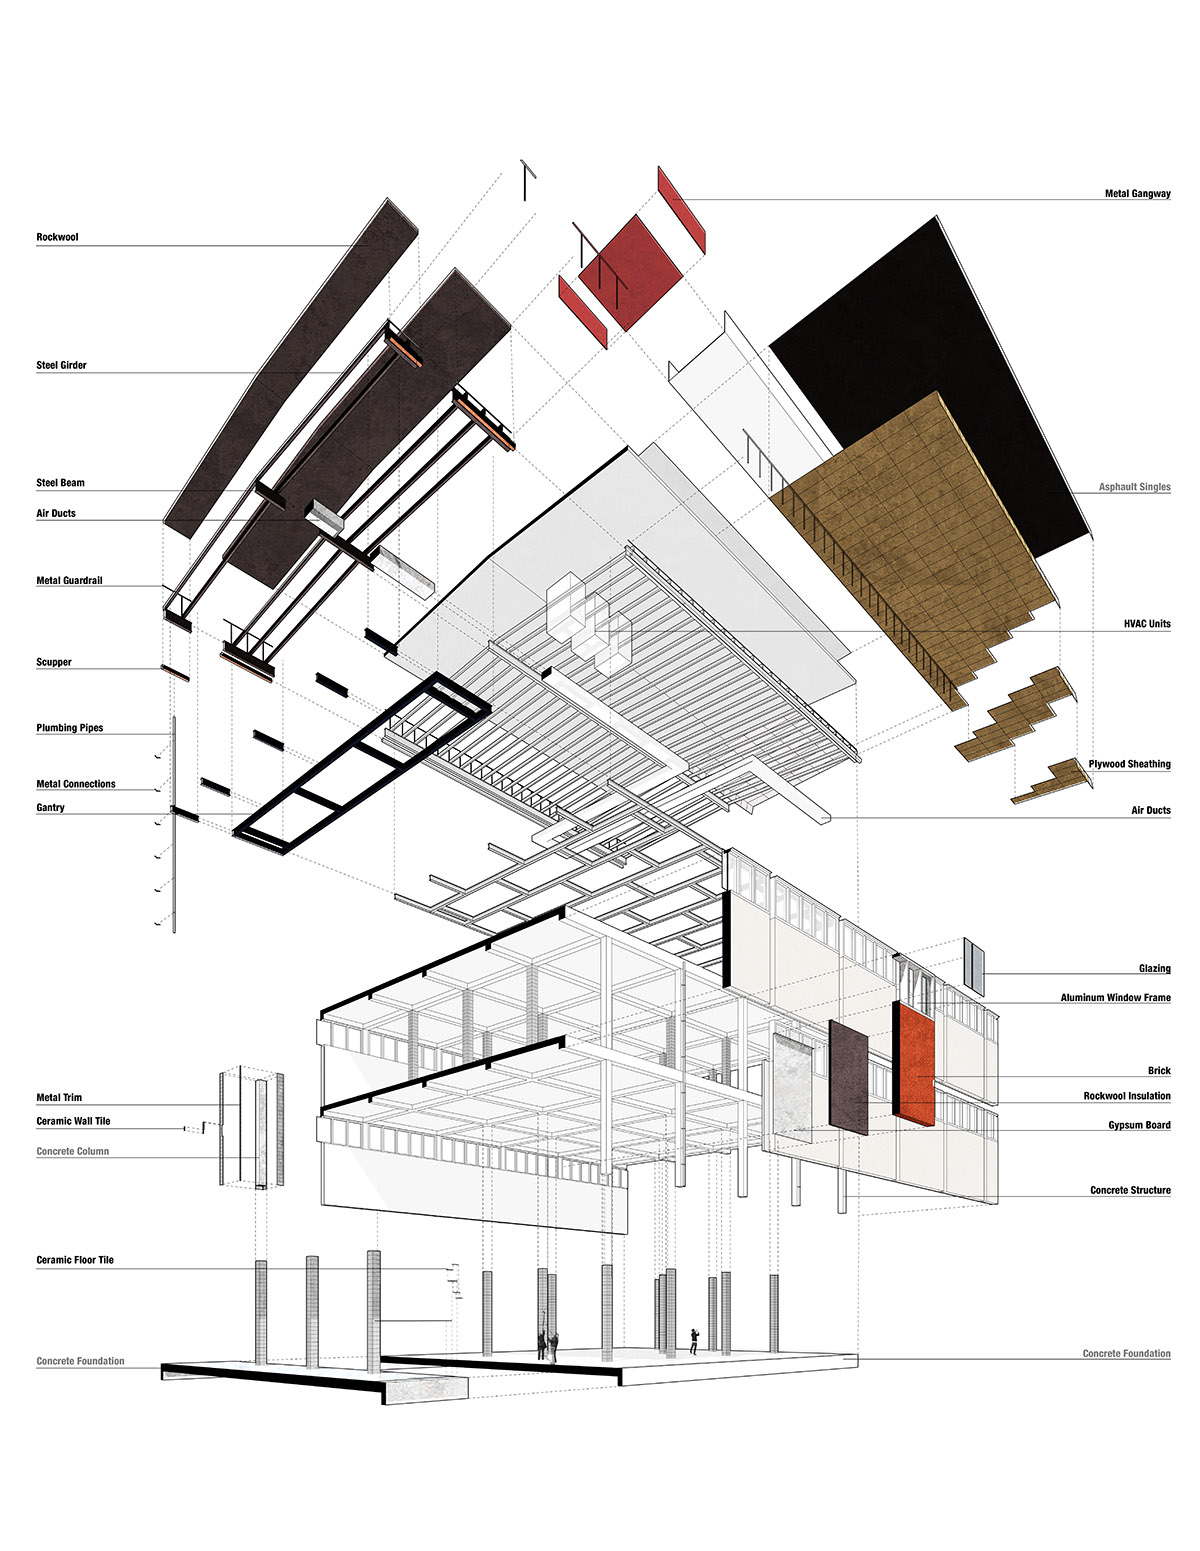 Metal Gangway
Rockwool
Steel Girder
Steel Beam
Asphault Singles
Air Ducts
Metal Guardrail
HVAC Units
Scupper
Plumbing Pipes
Plywood Sheathing
Metal Connections
Gantry
Air Ducts
Glazing
Aluminum Window Frame
Brick
Metal Trim
Rockwool Insulation
Ceramic Wall Tile
Gypsum Board
Concrete Column
Concrete Structure
Ceramic Floor Tile
Concrete Foundation
Concrete Foundation